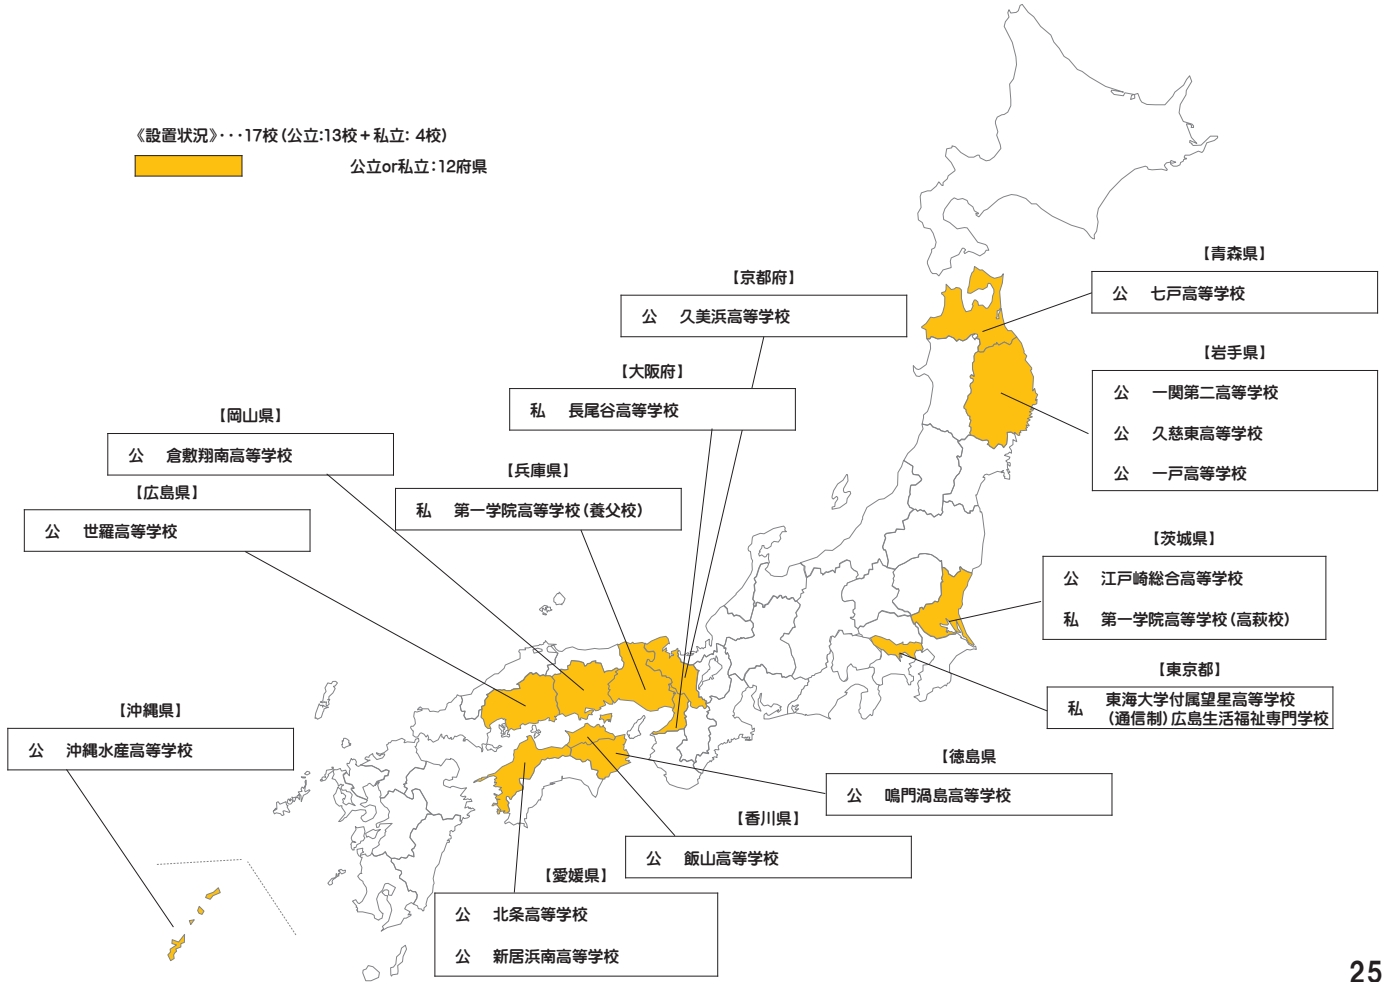 《設置状況》・・・17校（公立:13校＋私立: 4校）
公立or私立：12府県
【青森県】
公 七戸高等学校
【岩手県】
公 一関第二高等学校
公 久慈東高等学校
公 一戸高等学校
【京都府】
公 久美浜高等学校
【大阪府】
私 長尾谷高等学校
【岡山県】
公 倉敷翔南高等学校
【兵庫県】
私 第一学院高等学校（養父校）
【広島県】
公 世羅高等学校
【茨城県】
公 江戸崎総合高等学校
私 第一学院高等学校（高萩校）
【東京都】
私 東海大学付属望星高等学校
（通信制）広島生活福祉専門学校
【沖縄県】
公 沖縄水産高等学校
【徳島県
公 鳴門渦島高等学校
【香川県】
公 飯山高等学校
【愛媛県】
公 北条高等学校
公 新居浜南高等学校
25